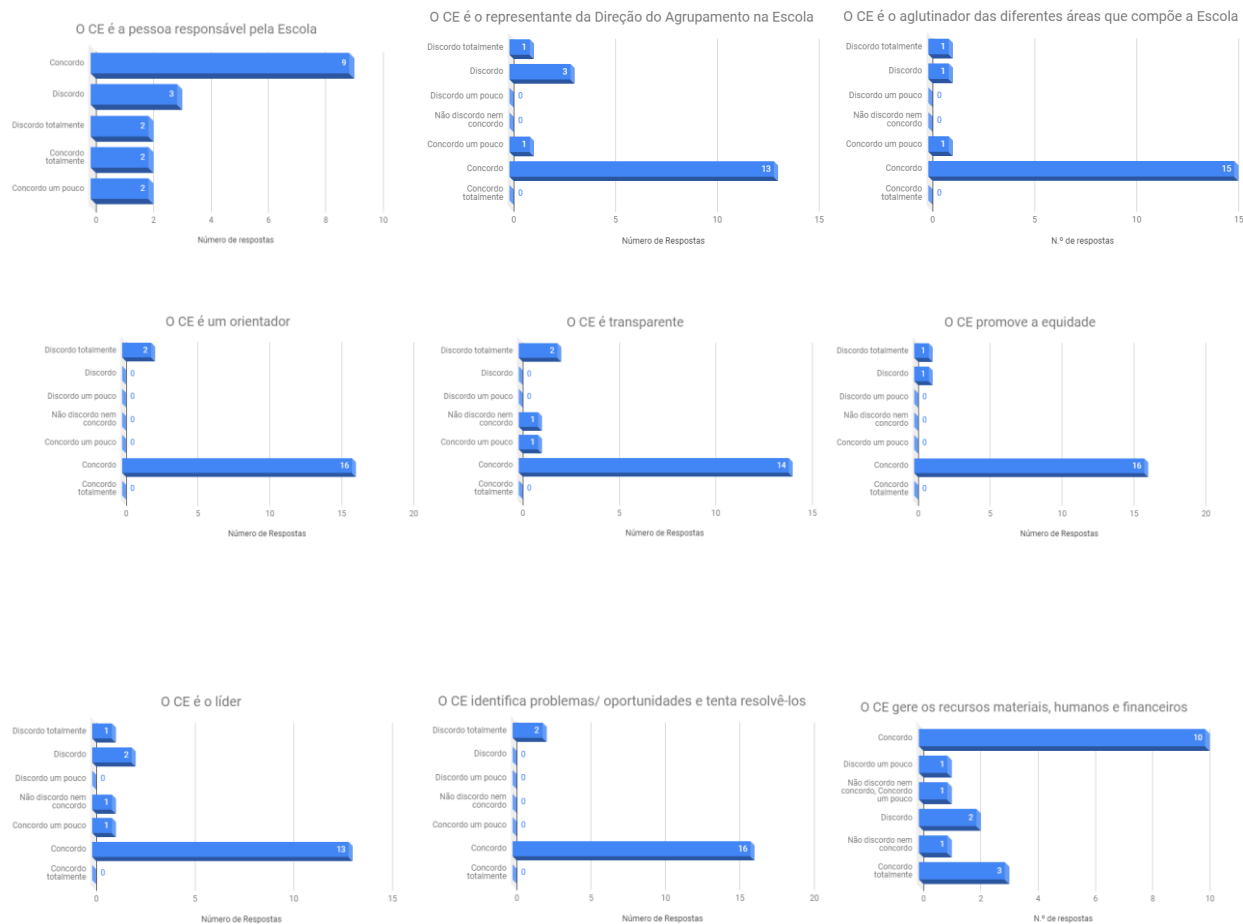 O CE é a pessoa responsável pela Escola
Concordo
9
Discordo
3
Discordo totalmente
2
Concordo
totalmente
2
Concordo um pouco
2
0
2
4
6
8
10
Número de respostas
O CE é o representante da Direção do Agrupamento na Escola
Discordo totalmente
1
Discordo
3
Discordo um pouco
0
Não discordo nem
concordo
0
Concordo um pouco
1
Concordo
13
Concordo
totalmente
0
0
5
10
15
Número de Respostas
O CE é o aglutinador das diferentes áreas que compõe a Escola
Discordo totalmente
1
Discordo
1
Discordo um pouco
0
Não discordo nem
concordo
0
Concordo um pouco
1
Concordo
15
Concordo
totalmente
0
0
5
10
15
N.º de respostas
O CE é um orientador
Discordo totalmente
2
Discordo
0
Discordo um pouco
0
Não discordo nem
concordo
0
Concordo um pouco
0
Concordo
16
Concordo
totalmente
0
0
5
10
15
20
Número de Respostas
O CE é transparente
Discordo totalmente
2
Discordo
0
Discordo um pouco
0
Não discordo nem
concordo
1
Concordo um pouco
1
Concordo
14
Concordo
totalmente
0
0
5
10
15
Número de Respostas
O CE promove a equidade
Discordo totalmente
1
Discordo
1
Discordo um pouco
0
Não discordo nem
concordo
0
Concordo um pouco
0
Concordo
16
Concordo
totalmente
0
0
5
10
15
20
Número de Respostas
O CE é o líder
Discordo totalmente
1
Discordo
2
Discordo um pouco
0
Não discordo nem
concordo
1
Concordo um pouco
1
Concordo
13
Concordo
totalmente
0
0
5
10
15
Número de Respostas
O CE identifica problemas/ oportunidades e tenta resolvê-los
Discordo totalmente
2
Discordo
0
Discordo um pouco
0
Não discordo nem
concordo
0
Concordo um pouco
0
Concordo
16
Concordo
totalmente
0
0
5
10
15
20
Número de Respostas
O CE gere os recursos materiais, humanos e financeiros
Concordo
10
Discordo um pouco
1
Não discordo nem
concordo, Concordo
um pouco
1
Discordo
2
Não discordo nem
concordo
1
Concordo
totalmente
3
0
2
4
6
8
10
N.º de respostas